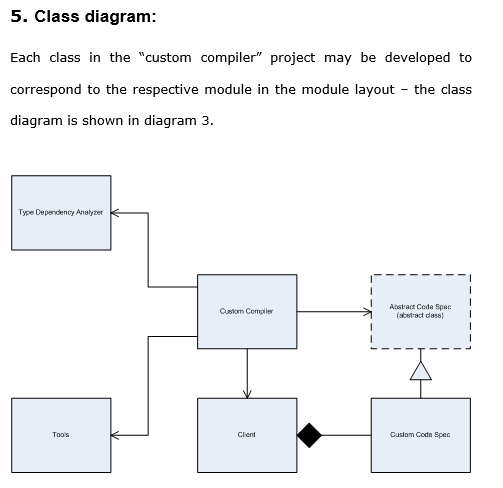 5. Class diagram:
Each class in the “custom compiler” project may be developed to
correspond to the respective module in the module layout – the class
diagram is shown in diagram 3.
Type Dependency Analyzer
Custom Compiler
Abstract Code Spec
(abstract class)
Tools
Client
Custom Code Spec